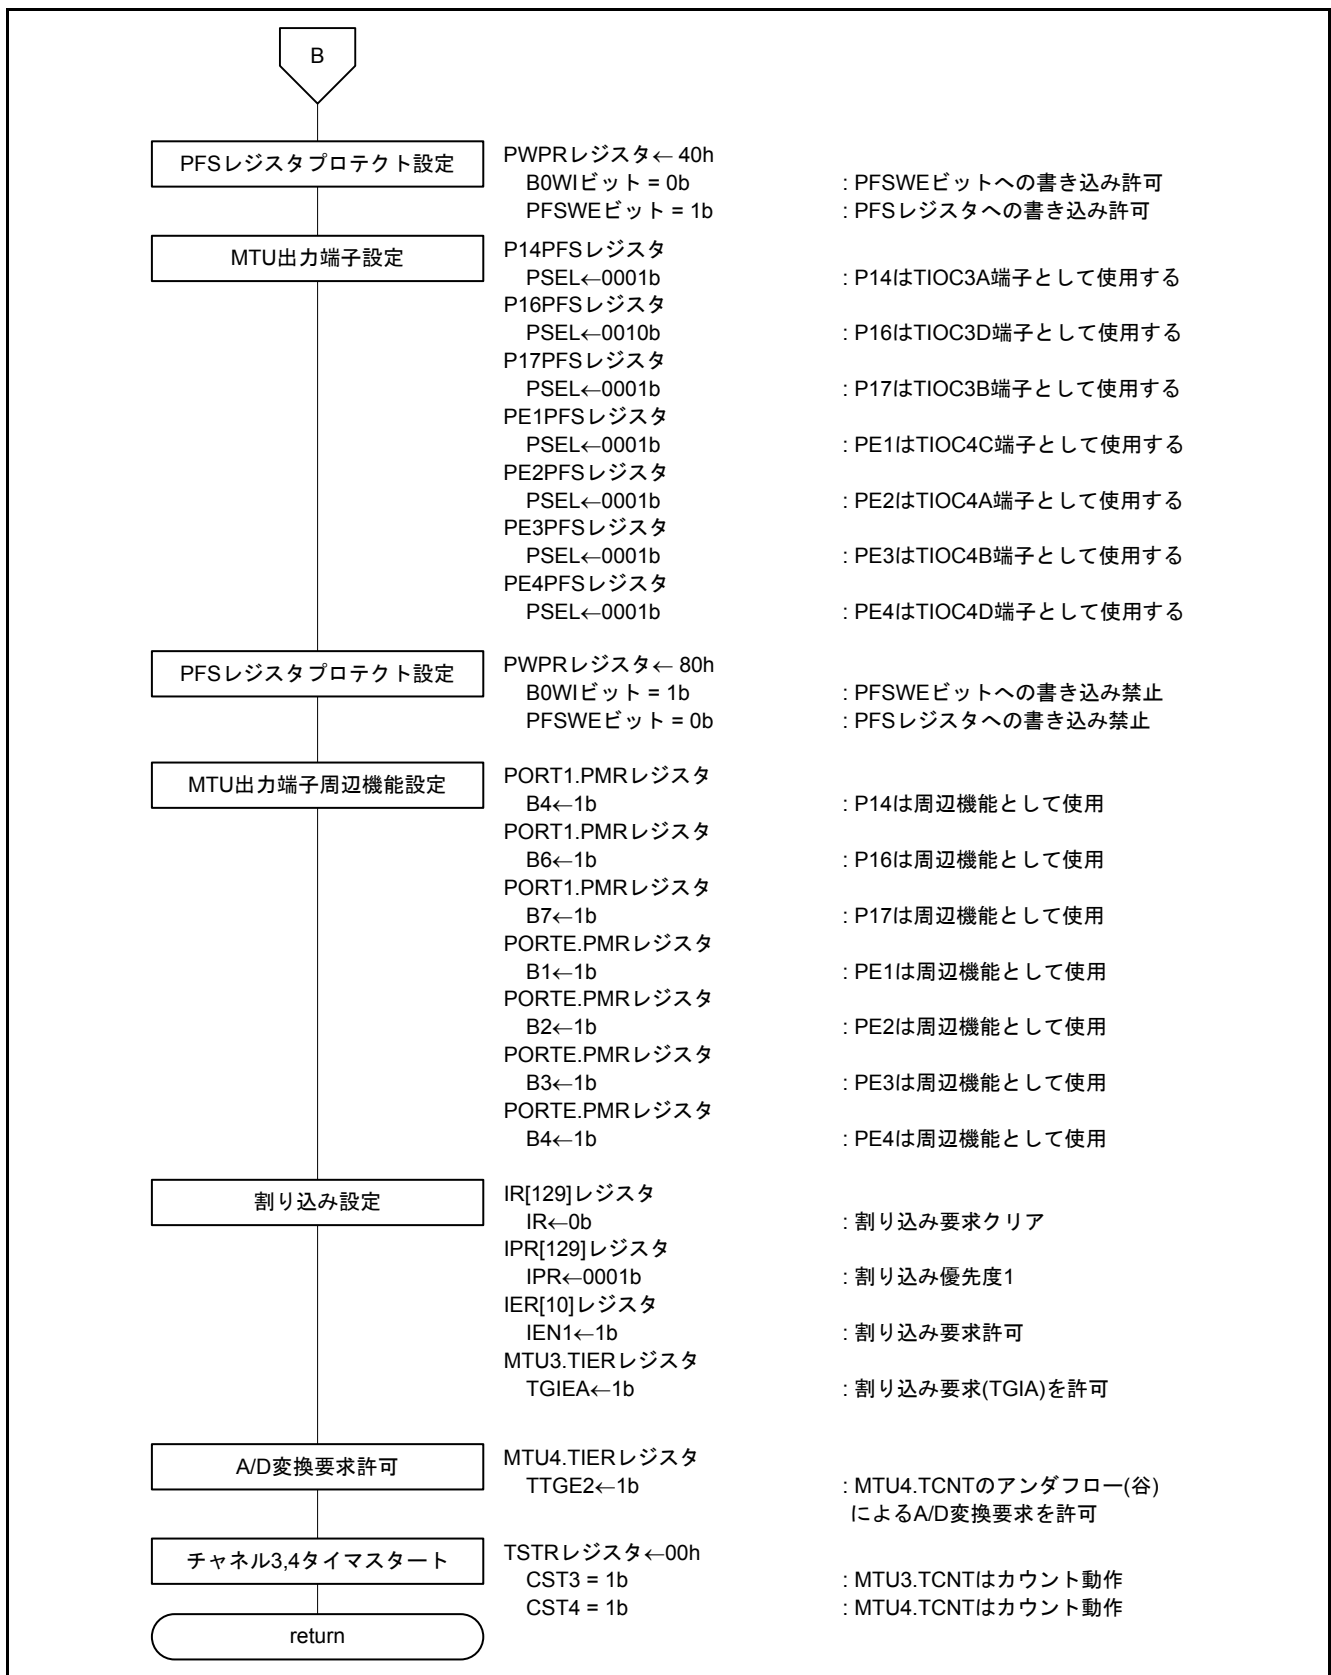 B
PFSレジスタプロテクト設定
PWPRレジスタ← 40h
B0WIビット = 0b : PFSWEビットへの書き込み許可
PFSWEビット = 1b : PFSレジスタへの書き込み許可
MTU出力端子設定
P14PFSレジスタ
PSEL←0001b : P14はTIOC3A端子として使用する
P16PFSレジスタ
PSEL←0010b : P16はTIOC3D端子として使用する
P17PFSレジスタ
PSEL←0001b : P17はTIOC3B端子として使用する
PE1PFSレジスタ
PSEL←0001b : PE1はTIOC4C端子として使用する
PE2PFSレジスタ
PSEL←0001b : PE2はTIOC4A端子として使用する
PE3PFSレジスタ
PSEL←0001b : PE3はTIOC4B端子として使用する
PE4PFSレジスタ
PSEL←0001b : PE4はTIOC4D端子として使用する
PFSレジスタプロテクト設定
PWPRレジスタ← 80h
B0WIビット = 1b : PFSWEビットへの書き込み禁止
PFSWEビット = 0b : PFSレジスタへの書き込み禁止
MTU出力端子周辺機能設定
PORT1.PMRレジスタ
B4←1b : P14は周辺機能として使用
PORT1.PMRレジスタ
B6←1b : P16は周辺機能として使用
PORT1.PMRレジスタ
B7←1b : P17は周辺機能として使用
PORTE.PMRレジスタ
B1←1b : PE1は周辺機能として使用
PORTE.PMRレジスタ
B2←1b : PE2は周辺機能として使用
PORTE.PMRレジスタ
B3←1b : PE3は周辺機能として使用
PORTE.PMRレジスタ
B4←1b : PE4は周辺機能として使用
割り込み設定
IR[129]レジスタ
IR←0b : 割り込み要求クリア
IPR[129]レジスタ
IPR←0001b : 割り込み優先度1
IER[10]レジスタ
IEN1←1b : 割り込み要求許可
MTU3.TIERレジスタ
TGIEA←1b : 割り込み要求(TGIA)を許可
A/D変換要求許可
MTU4.TIERレジスタ
TTGE2←1b : MTU4.TCNTのアンダフロー(谷)
によるA/D変換要求を許可
チャネル3,4タイマスタート
TSTRレジスタ←00h
CST3 = 1b : MTU3.TCNTはカウント動作
CST4 = 1b : MTU4.TCNTはカウント動作
return